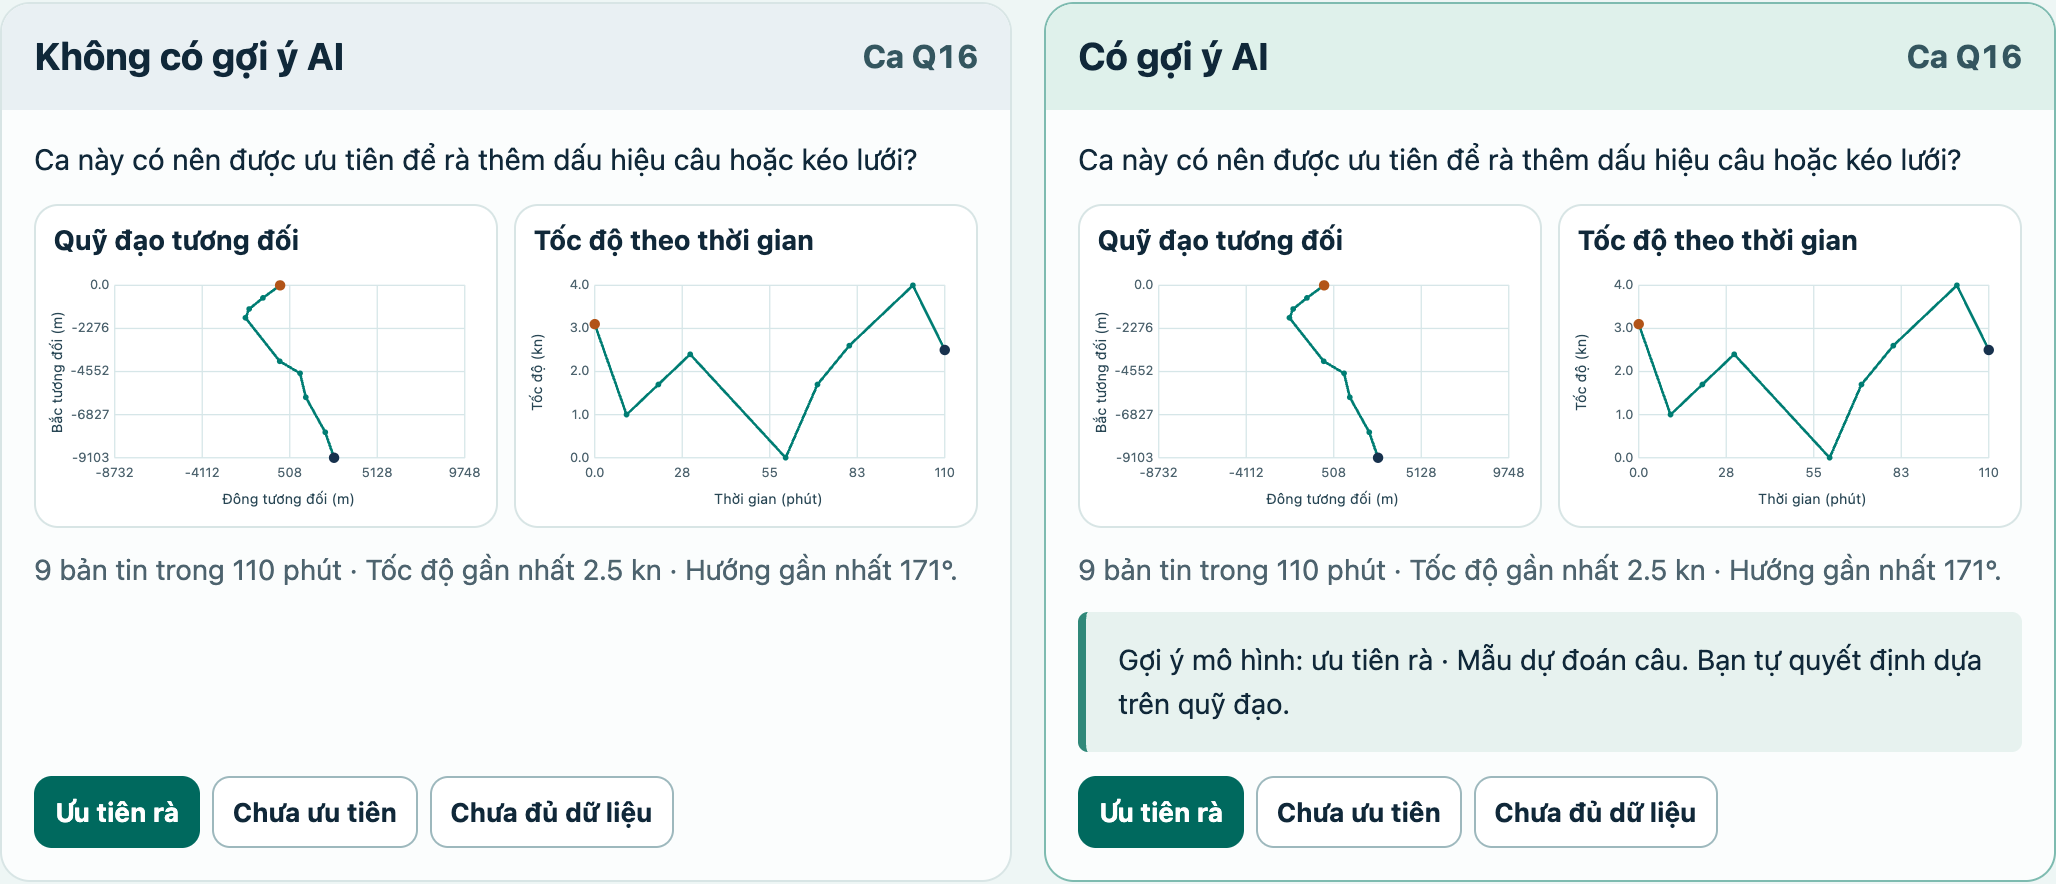 Không có gợi ý AI
Ca Q16
Ca này có nên được ưu tiên để rà thêm dấu hiệu câu hoặc kéo lưới?
Quỹ đạo tương đối
Bắc tương đối (m)
0.0
-2276
-4552
-6827
-9103
-8732
-4112
508
5128
9748
Đông tương đối (m)
Tốc độ theo thời gian
Tốc độ (kn)
4.0
3.0
2.0
1.0
0.0
0.0
28
55
83
110
Thời gian (phút)
9 bản tin trong 110 phút · Tốc độ gần nhất 2.5 kn · Hướng gần nhất 171°.
Ưu tiên rà
Chưa ưu tiên
Chưa đủ dữ liệu
Có gợi ý AI
Ca Q16
Ca này có nên được ưu tiên để rà thêm dấu hiệu câu hoặc kéo lưới?
Quỹ đạo tương đối
Bắc tương đối (m)
0.0
-2276
-4552
-6827
-9103
-8732
-4112
508
5128
9748
Đông tương đối (m)
Tốc độ theo thời gian
Tốc độ (kn)
4.0
3.0
2.0
1.0
0.0
0.0
28
55
83
110
Thời gian (phút)
9 bản tin trong 110 phút · Tốc độ gần nhất 2.5 kn · Hướng gần nhất 171°.
Gợi ý mô hình: ưu tiên rà · Mẫu dự đoán câu. Bạn tự quyết định dựa
trên quỹ đạo.
Ưu tiên rà
Chưa ưu tiên
Chưa đủ dữ liệu